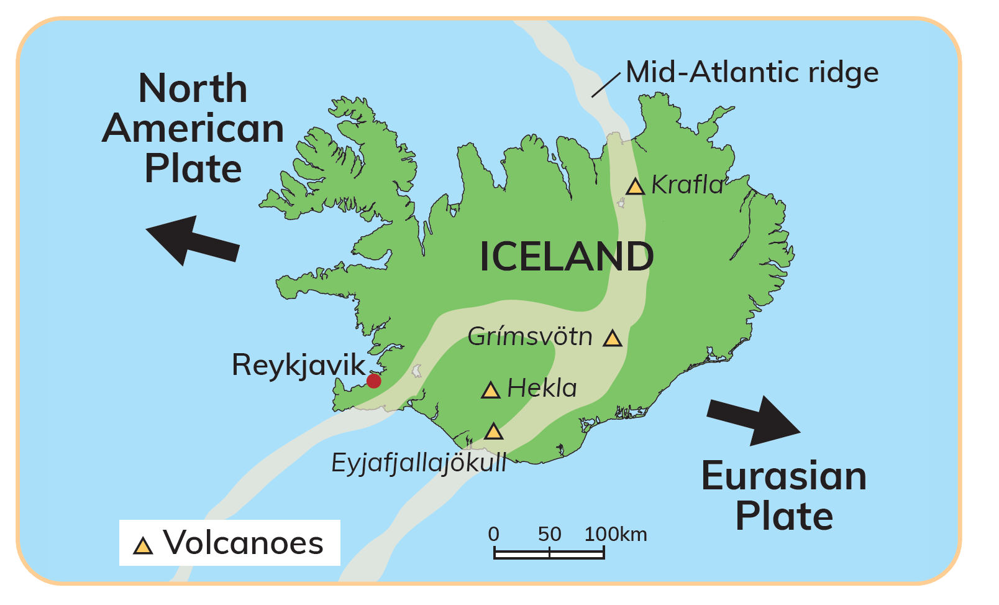 Mid-Atlantic ridge
North
American
Plate
Krafla
ICELAND
Grímsvötn
Reykjavik
Hekla
Eyjafjallajökull
Eurasian
Plate
Volcanoes
0 50 100km